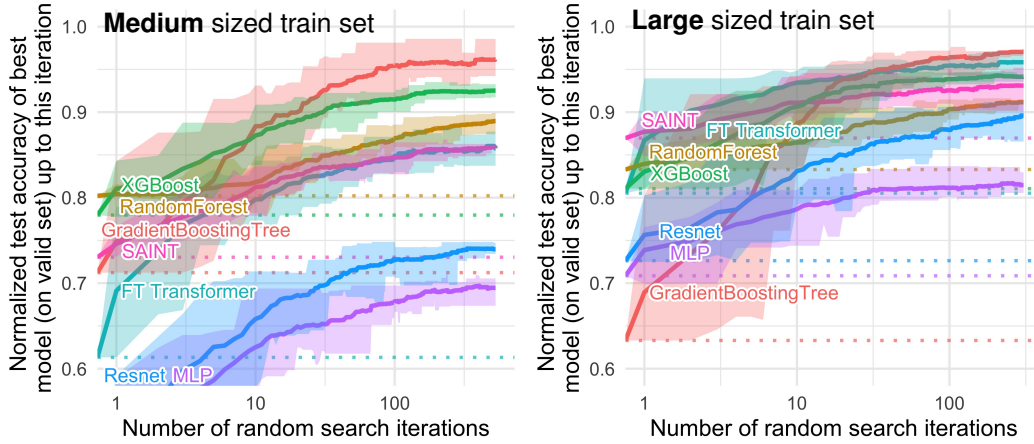 Medium sized train set
Normalized test accuracy of best
model (on valid set) up to this iteration
1.0
0.9
0.8
0.7
0.6
XGBoost
RandomForest
GradientBoostingTree
SAINT
FT Transformer
Resnet MLP
1
10
100
Number of random search iterations
Large sized train set
Normalized test accuracy of best
model (on valid set) up to this iteration
1.0
0.9
0.8
0.7
0.6
SAINT
FT Transformer
RandomForest
XGBoost
Resnet
MLP
GradientBoostingTree
1
10
100
Number of random search iterations